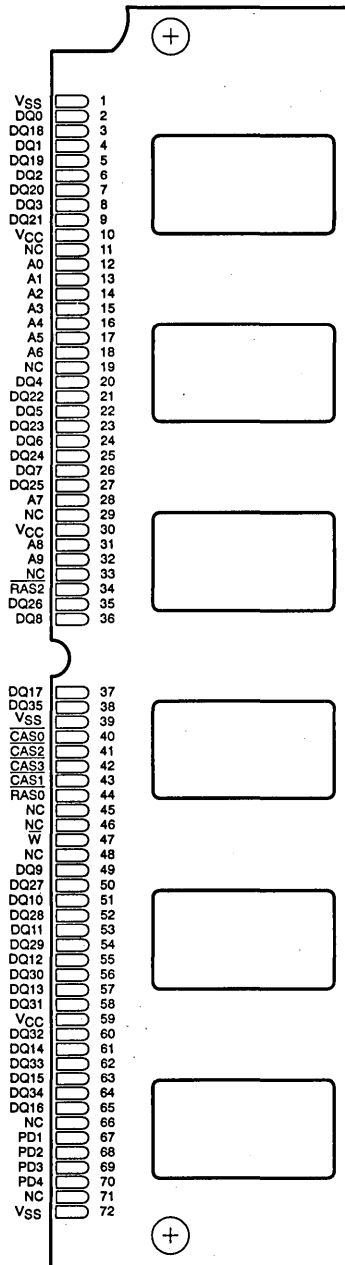 VSS 1
DQ0 2
DQ18 3
DQ1 4
DQ19 5
DQ2 6
DQ20 7
DQ3 8
DQ21 9
VCC 10
NC 11
A0 12
A1 13
A2 14
A3 15
A4 16
A5 17
A6 18
NC 19
DQ4 20
DQ22 21
DQ5 22
DQ23 23
DQ6 24
DQ24 25
DQ7 26
DQ25 27
A7 28
NC 29
VCC 30
A8 31
A9 32
NC 33
RAS2 34
DQ26 35
DQ8 36
DQ17 37
DQ35 38
VSS 39
CAS0 40
CAS2 41
CAS3 42
CAS1 43
RAS0 44
NC 45
NC 46
W 47
NC 48
DQ9 49
DQ27 50
DQ10 51
DQ28 52
DQ11 53
DQ29 54
DQ12 55
DQ30 56
DQ13 57
DQ31 58
VCC 59
DQ32 60
DQ14 61
DQ33 62
DQ15 63
DQ34 64
DQ16 65
NC 66
PD1 67
PD2 68
PD3 69
PD4 70
NC 71
VSS 72